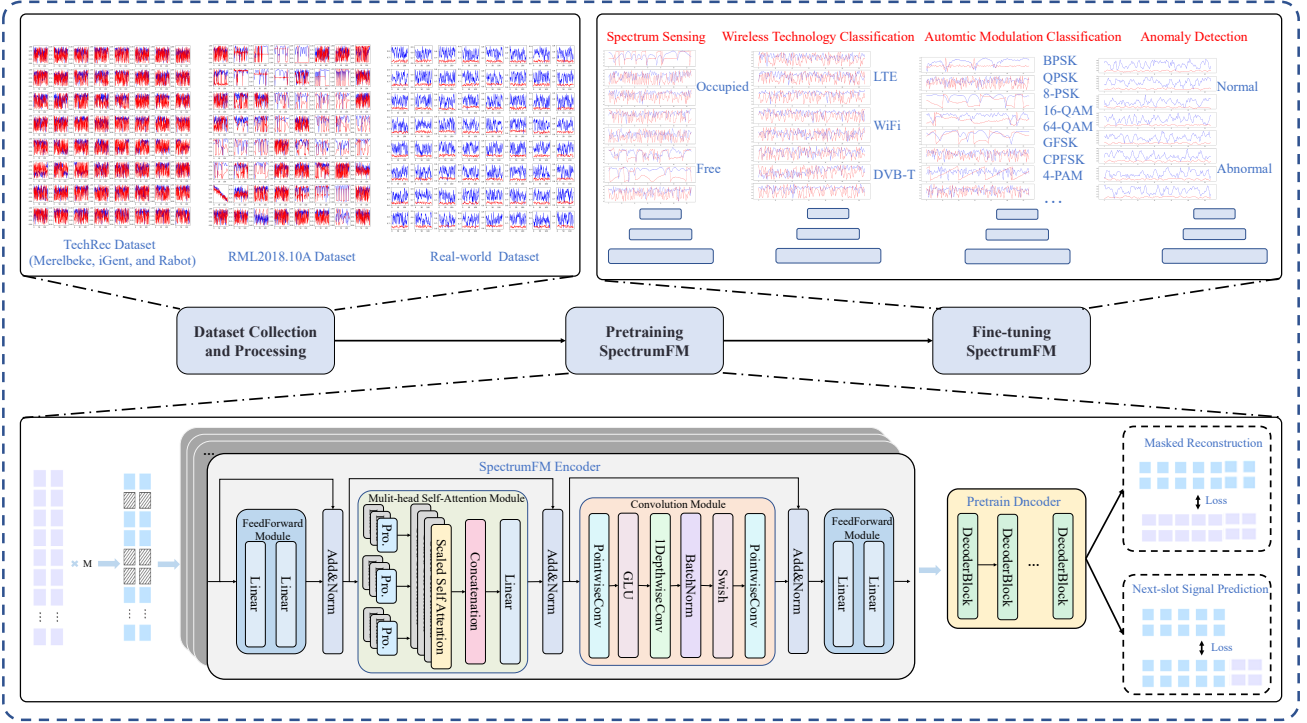 TechRec Dataset
(Merelbeke, iGent, and Rabot)
RML2018.10A Dataset
Real-world Dataset
Spectrum Sensing
Occupied
Free
Wireless Technology Classification
LTE
WiFi
DVB-T
Automtic Modulation Classification
BPSK
QPSK
8-PSK
16-QAM
64-QAM
GFSK
CPFSK
4-PAM
...
Anomaly Detection
Normal
Abnormal
Dataset Collection
and Processing
Pretraining
SpectrumFM
Fine-tuning
SpectrumFM
× M
...
SpectrumFM Encoder
FeedForward
Module
Linear
Linear
Add&Norm
Mulit-head Self-Attention Module
Pro.
Pro.
Pro.
Scaled Self Attention
Concatenation
Linear
Add&Norm
Convolution Module
PointwiseConv
GLU
1DepthwiseConv
BatchNorm
Swish
PointwiseConv
Add&Norm
FeedForward
Module
Linear
Linear
Pretrain Dncoder
DecoderBlock
DecoderBlock
...
DecoderBlock
Masked Reconstruction
Loss
Next-slot Signal Prediction
Loss